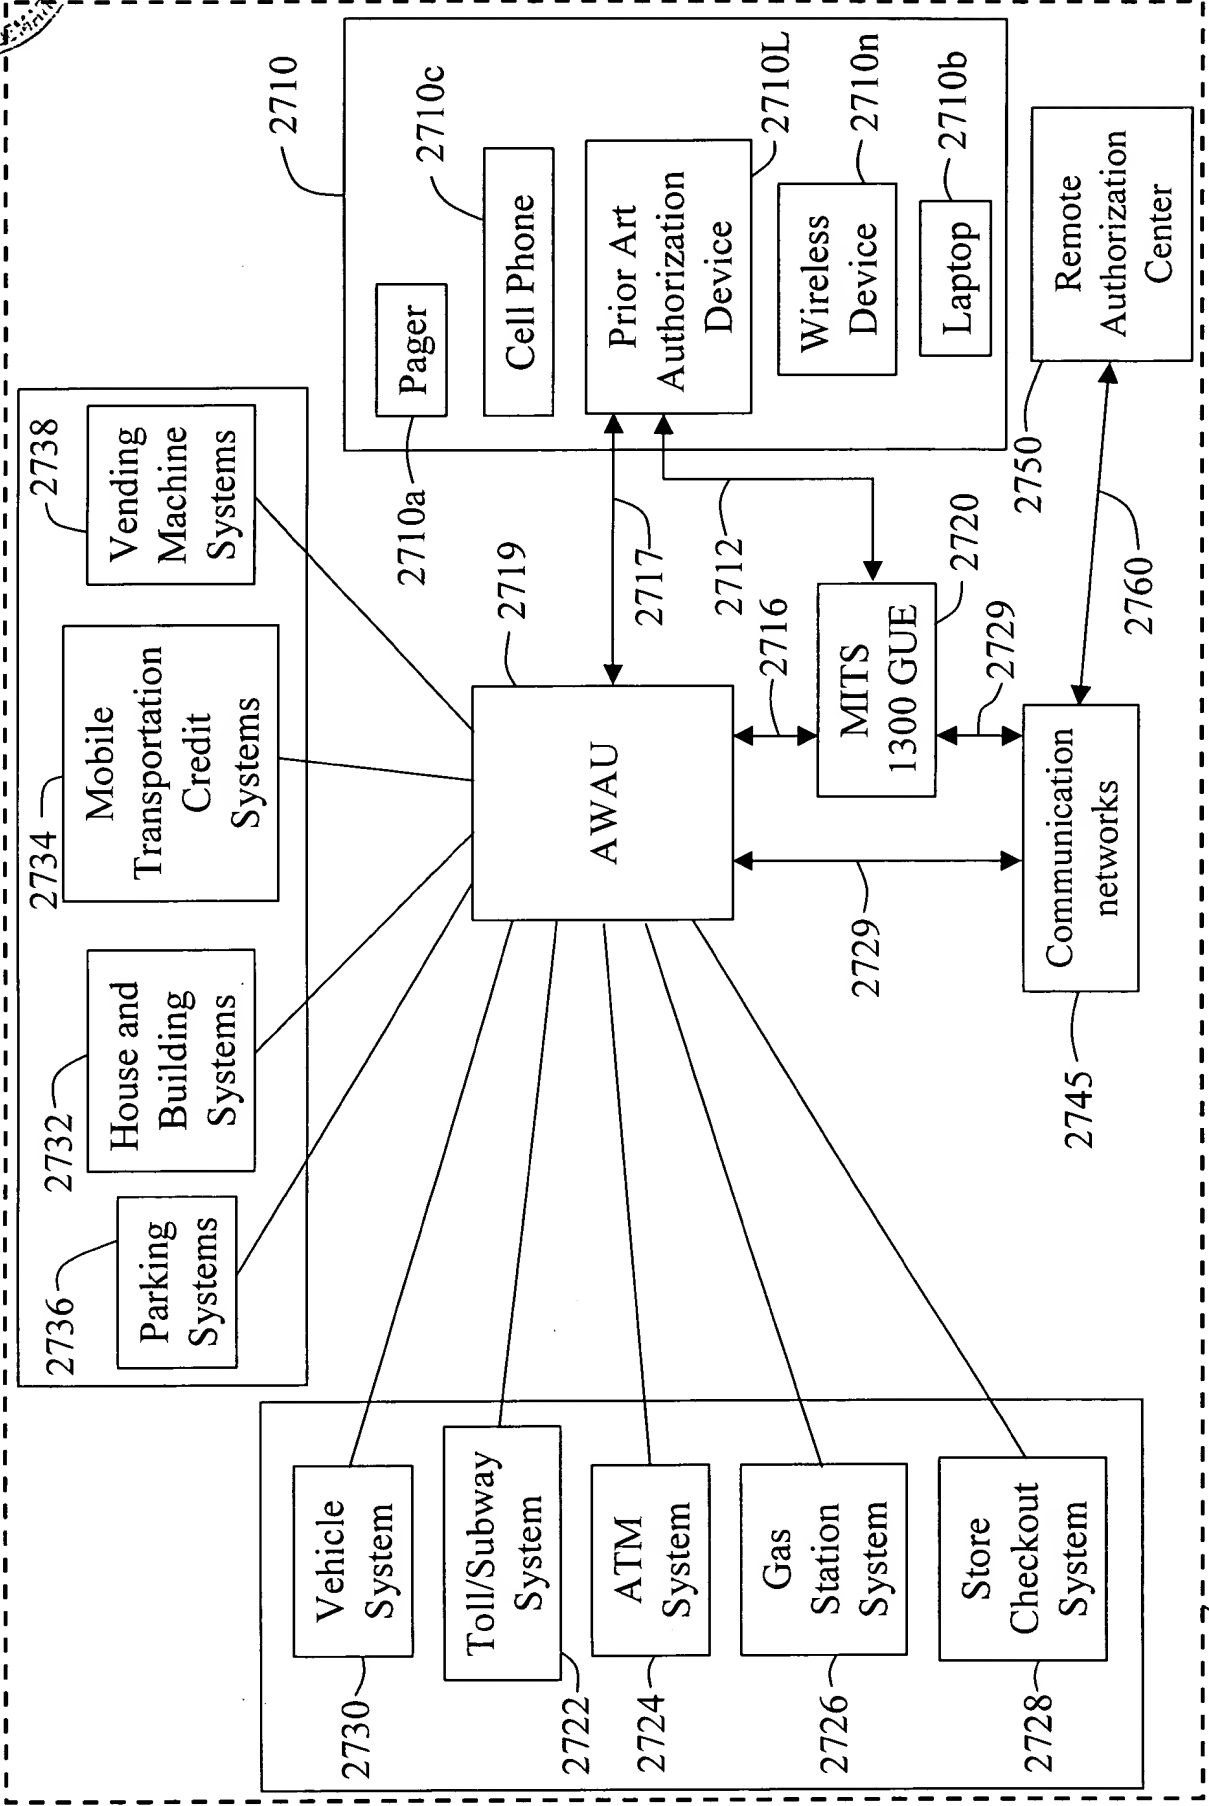 2736
Parking
Systems
2732
House and
Building
Systems
2734
Mobile
Transportation
Credit
Systems
2738
Vending
Machine
Systems
2710
Pager
2710a
Cell Phone
2710c
Prior Art
Authorization
Device
2710L
Wireless
Device
2710n
Laptop
2710b
2730
Vehicle
System
2722
Toll/Subway
System
2724
ATM
System
2726
Gas
Station
System
2728
Store
Checkout
System
AWAU
2719
2717
2712
2716
MITS
1300 GUE
2720
2729
2729
Communication
networks
2745
2760
2750
Remote
Authorization
Center